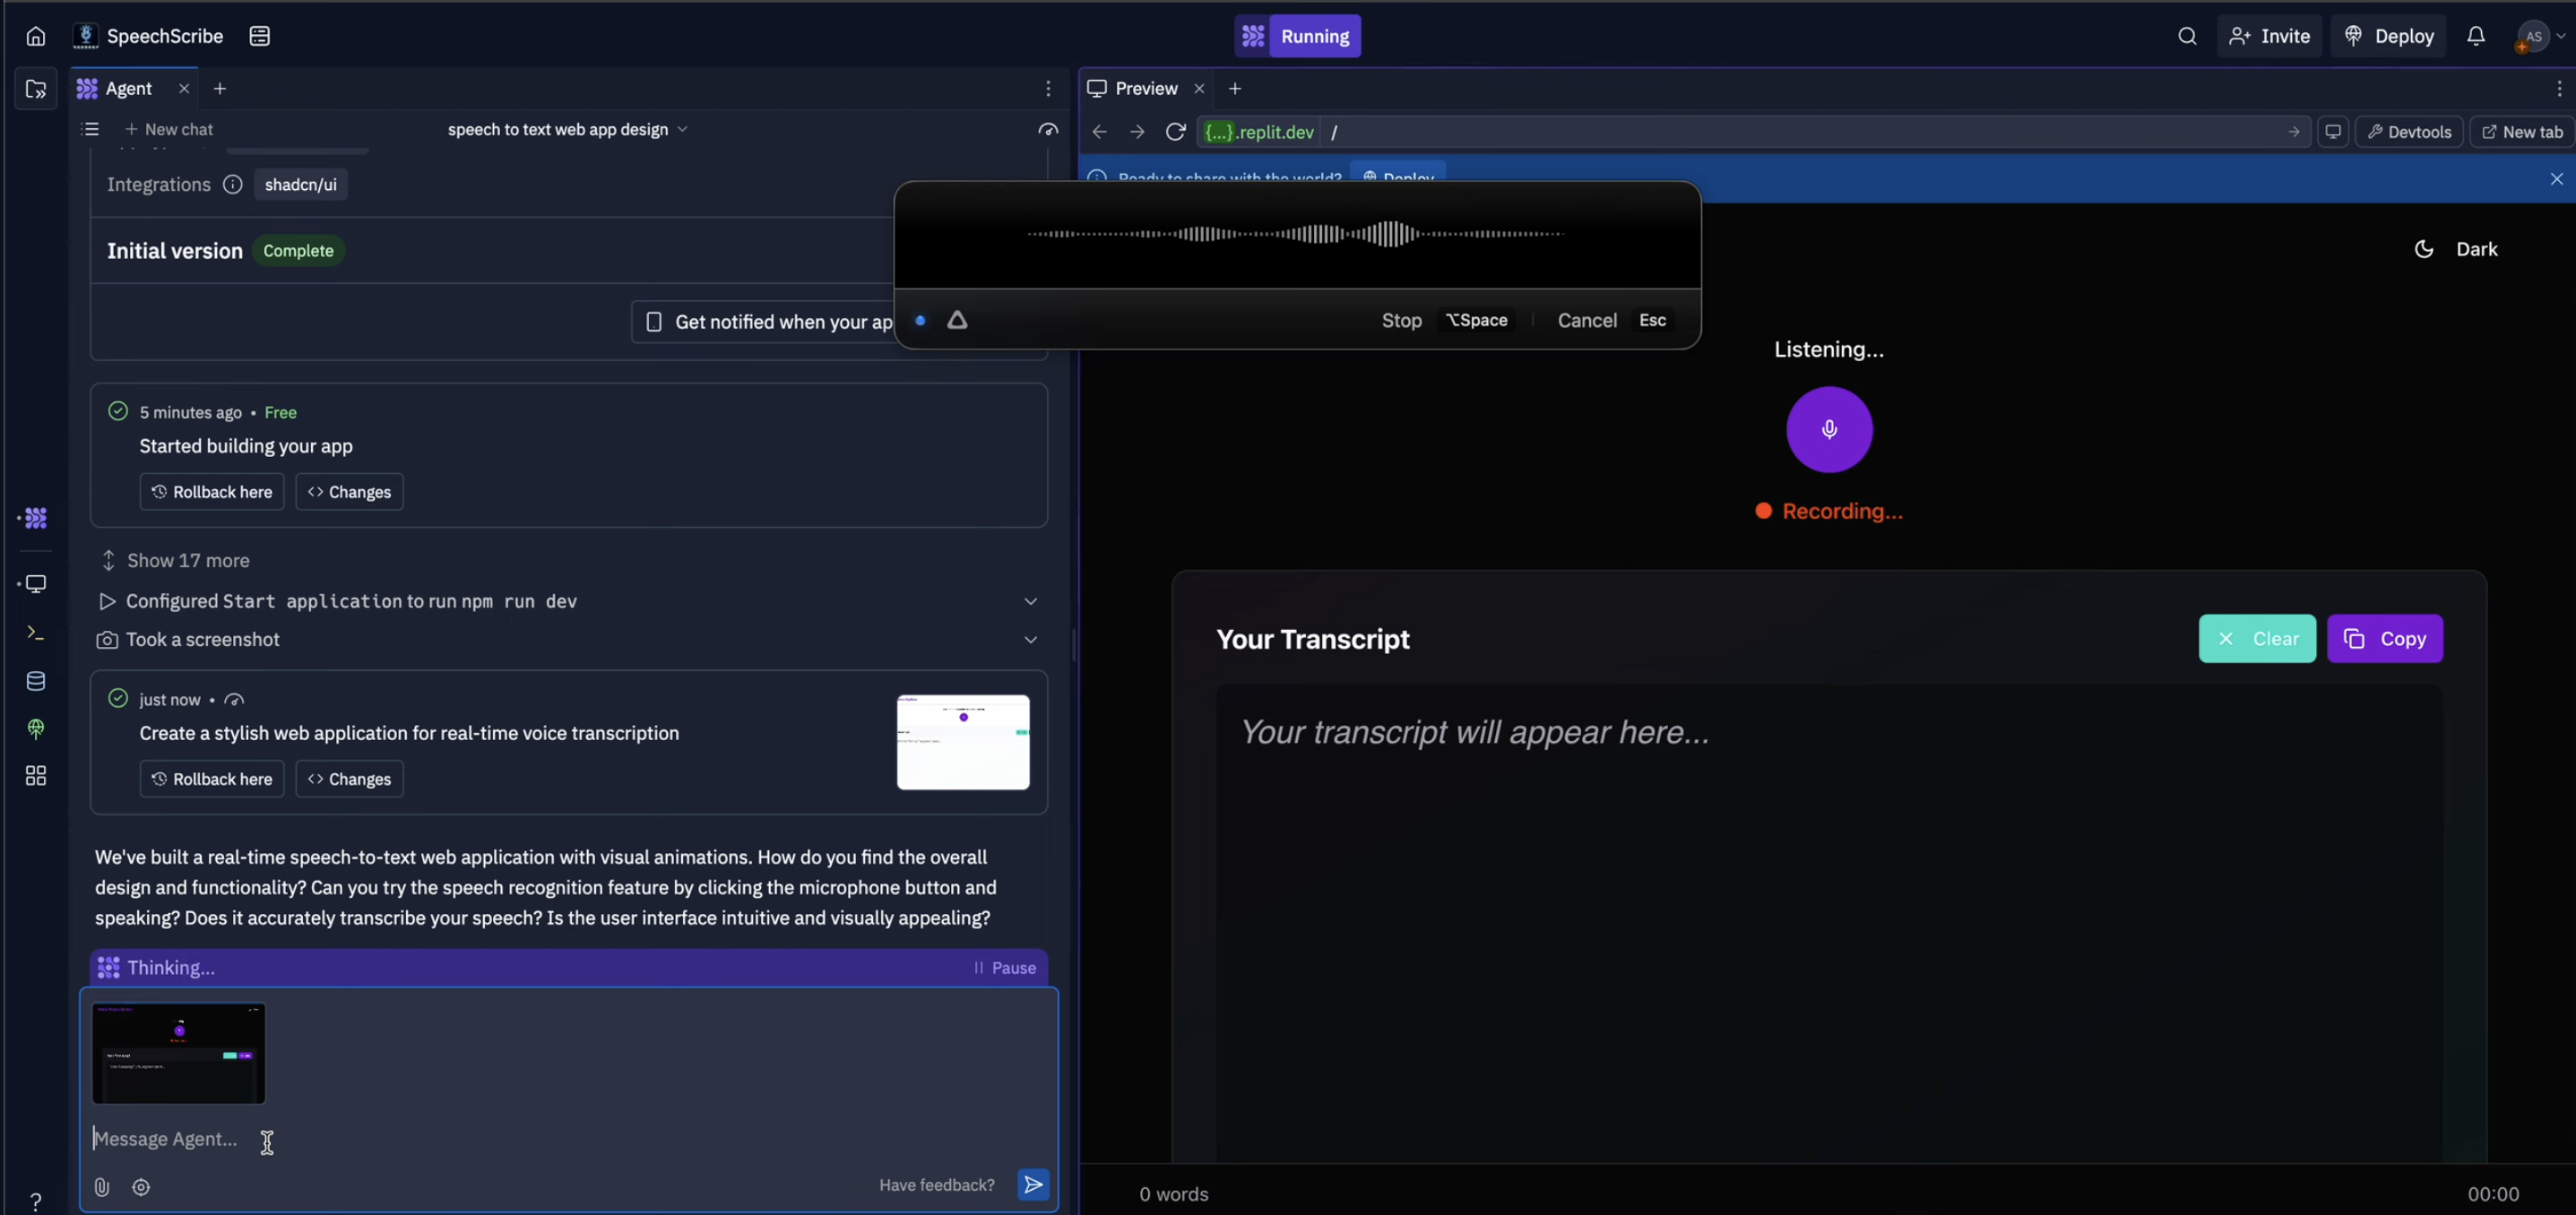 SpeechScribe
Running
Invite
Deploy
AS
Agent
Preview
New chat
speech to text web app design
{...}.replit.dev /
Devtools
New tab
Integrations
shadcn/ui
Ready to share with the world?
Deploy
Initial version
Complete
Dark
Get notified when your ap
Stop
⌥Space
Cancel
Esc
Listening...
5 minutes ago • Free
Started building your app
Rollback here
<> Changes
Recording...
Show 17 more
Configured Start application to run npm run dev
Took a screenshot
Your Transcript
Clear
Copy
just now •
Create a stylish web application for real-time voice transcription
Rollback here
<> Changes
Your transcript will appear here...
We've built a real-time speech-to-text web application with visual animations. How do you find the overall
design and functionality? Can you try the speech recognition feature by clicking the microphone button and
speaking? Does it accurately transcribe your speech? Is the user interface intuitive and visually appealing?
Thinking...
Pause
Message Agent...
Have feedback?
?
0 words
00:00